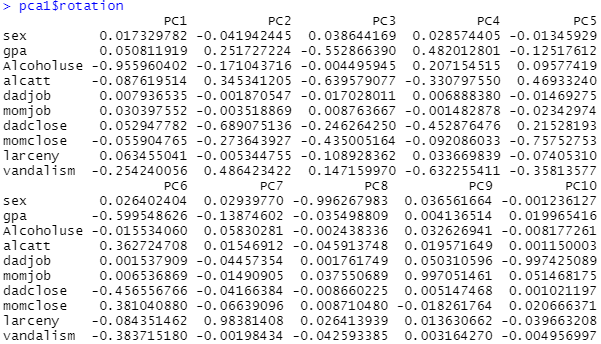 > pca1$rotation
PC1 PC2 PC3 PC4 PC5
sex 0.017329782 -0.041942445 0.038644169 0.028574405 -0.01345929
gpa 0.050811919 0.251727224 -0.552866390 0.482012801 -0.12517612
Alcoholuse -0.955960402 -0.171043716 -0.004495945 0.207154515 0.09577419
alcatt -0.087619514 0.345341205 -0.639579077 -0.330797550 0.46933240
dadjob 0.007936535 -0.001870547 -0.017028011 0.006888380 -0.01469275
momjob 0.030397552 -0.003518869 0.008763667 -0.001482878 -0.02342974
dadclose 0.052947782 -0.689075136 -0.246264250 -0.452876474 0.21528193
momclose -0.055904765 -0.273643927 -0.435005164 -0.092086033 -0.75752753
larceny 0.063455041 -0.005344755 -0.108928362 0.033669839 -0.07405310
vandalism -0.254240056 0.486423422 0.147159970 -0.632255411 -0.35813577
PC6 PC7 PC8 PC9 PC10
sex 0.026402404 0.02939770 -0.996267983 0.036561664 -0.001236127
gpa -0.599548626 -0.13874602 -0.035498809 0.004136514 0.019965416
Alcoholuse -0.015534060 0.05830281 -0.002438336 0.032626941 -0.008177261
alcatt 0.362724708 0.01546912 -0.045913748 0.019571649 0.001150003
dadjob 0.001537909 -0.04457354 0.001761749 0.050310596 -0.997425089
momjob 0.006536869 -0.01490905 0.037550689 0.997051461 0.051468175
dadclose -0.456556766 -0.04166384 -0.008660225 0.005147468 0.001021197
momclose 0.381040880 -0.06639096 0.008710480 -0.018261764 0.020666371
larceny -0.084351462 0.98381408 0.026413939 0.013630662 -0.039663208
vandalism -0.383715180 -0.00198434 -0.042593385 0.003164270 -0.004956997